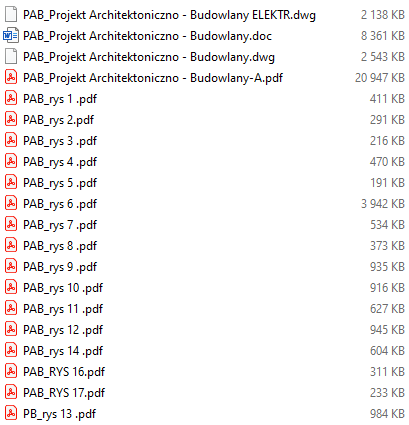 PAB_Projekt Architektoniczno - Budowlany ELEKTR.dwg 2 138 KB
PAB_Projekt Architektoniczno - Budowlany.doc 8 361 KB
PAB_Projekt Architektoniczno - Budowlany.dwg 2 543 KB
PAB_Projekt Architektoniczno - Budowlany-A.pdf 20 947 KB
PAB_rys 1 .pdf 411 KB
PAB_rys 2.pdf 291 KB
PAB_rys 3 .pdf 216 KB
PAB_rys 4 .pdf 470 KB
PAB_rys 5 .pdf 191 KB
PAB_rys 6 .pdf 3 942 KB
PAB_rys 7 .pdf 534 KB
PAB_rys 8 .pdf 373 KB
PAB_rys 9 .pdf 935 KB
PAB_rys 10 .pdf 916 KB
PAB_rys 11 .pdf 627 KB
PAB_rys 12 .pdf 945 KB
PAB_rys 14 .pdf 604 KB
PAB_RYS 16.pdf 311 KB
PAB_RYS 17.pdf 233 KB
PB_rys 13 .pdf 984 KB